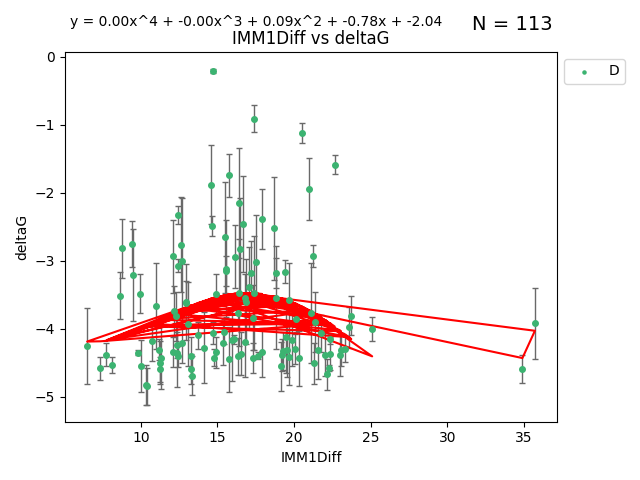 y = 0.00x^4 + -0.00x^3 + 0.09x^2 + -0.78x + -2.04
N = 113
IMM1Diff vs deltaG
D
deltaG
0
−1
−2
−3
−4
−5
10 15 20 25 30 35
IMM1Diff